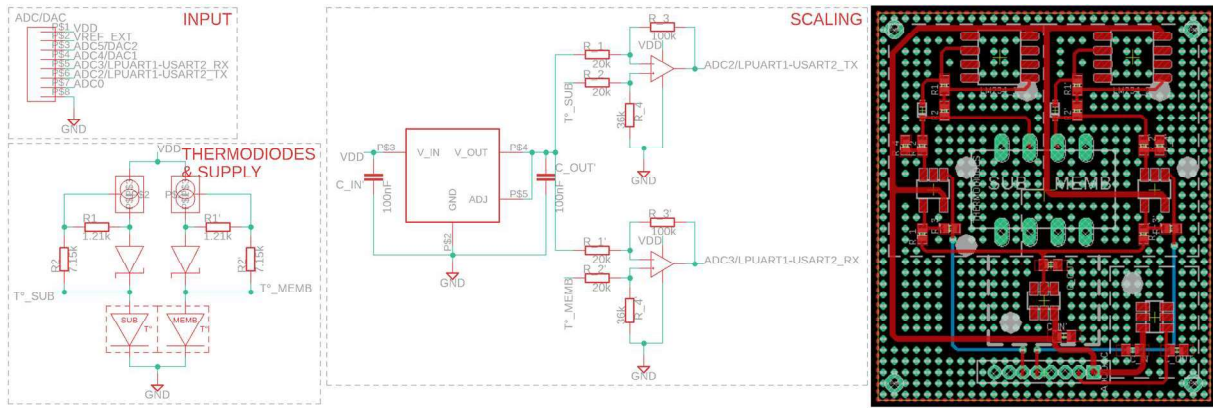 INPUT
ADC/DAC
P$1 VDD
P$2 VREF_EXT
P$3 ADC5/DAC2
P$4 ADC4/DAC1
P$5 ADC3/LPUART1-USART2_RX
P$6 ADC2/LPUART1-USART2_TX
P$7 ADC0
P$8
GND
THERMODIODES
& SUPPLY
VDD
R1
1.21k
R1'
1.21k
R2
7.15k
R2'
7.15k
T°_SUB
T°_MEMB
SUB
T°
MEMB
T°
GND
SCALING
R_3
100k
R_1
20k
VDD
ADC2/LPUART1-USART2_TX
R_2
20k
T°_SUB
R_4
36k
GND
VDD
P$3
V_IN
V_OUT
P$4
C_IN'
100nF
GND
ADJ
P$5
C_OUT'
100nF
P$2
GND
R_3'
100k
R_1'
20k
VDD
ADC3/LPUART1-USART2_RX
R_2'
20k
T°_MEMB
R_4'
36k
GND
SUB
MEMB
THERMODIODES
R1